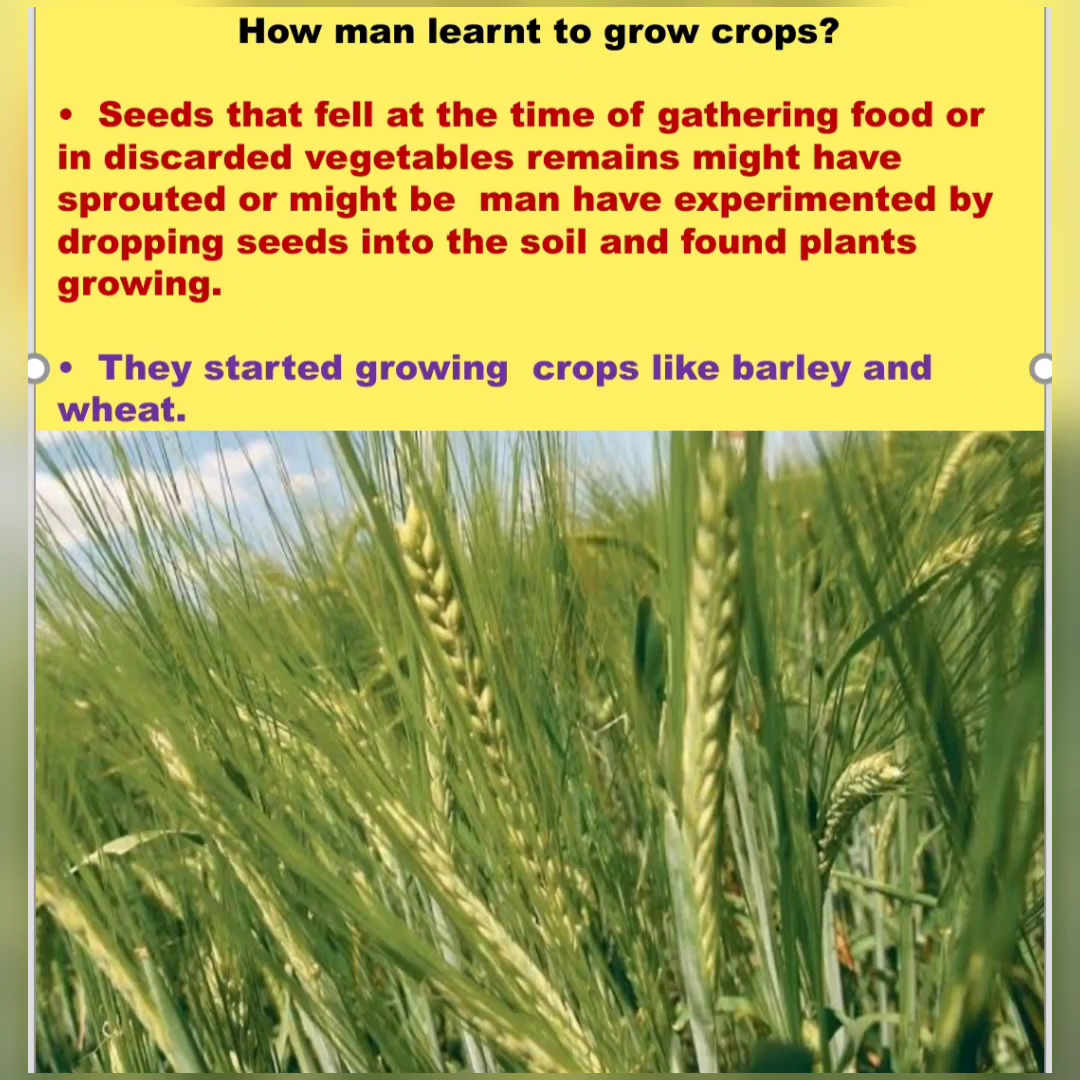 How man learnt to grow crops?
• Seeds that fell at the time of gathering food or
in discarded vegetables remains might have
sprouted or might be  man have experimented by
dropping seeds into the soil and found plants
growing.
• They started growing  crops like barley and
wheat.